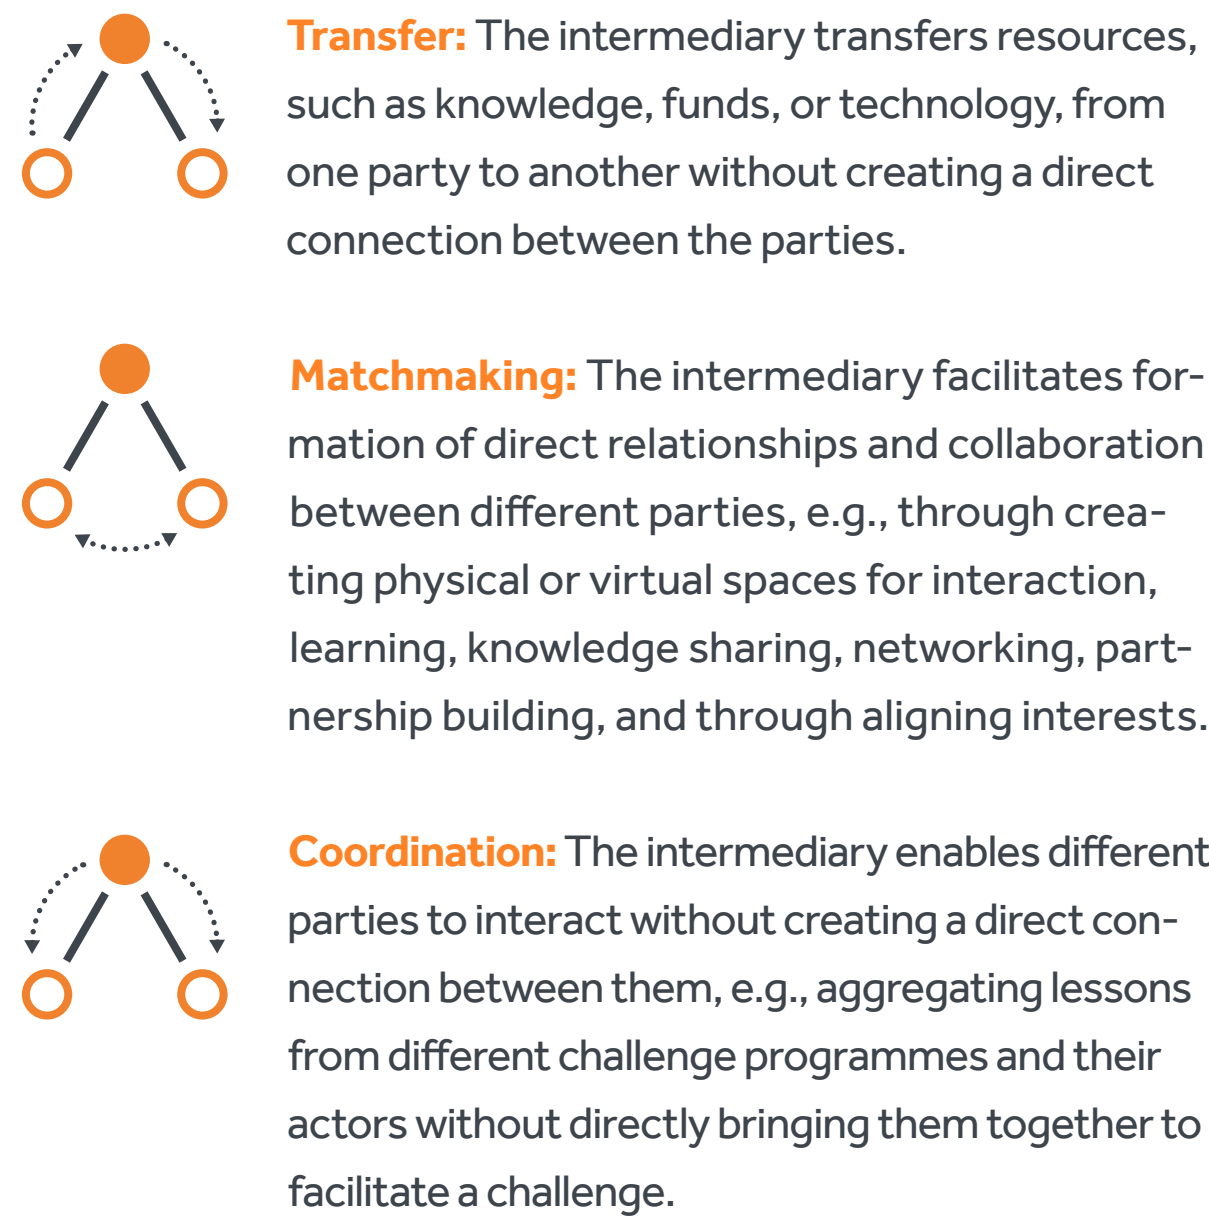 Transfer: The intermediary transfers resources,
such as knowledge, funds, or technology, from
one party to another without creating a direct
connection between the parties.
Matchmaking: The intermediary facilitates for-
mation of direct relationships and collaboration
between different parties, e.g., through crea-
ting physical or virtual spaces for interaction,
learning, knowledge sharing, networking, part-
nership building, and through aligning interests.
Coordination: The intermediary enables different
parties to interact without creating a direct con-
nection between them, e.g., aggregating lessons
from different challenge programmes and their
actors without directly bringing them together to
facilitate a challenge.